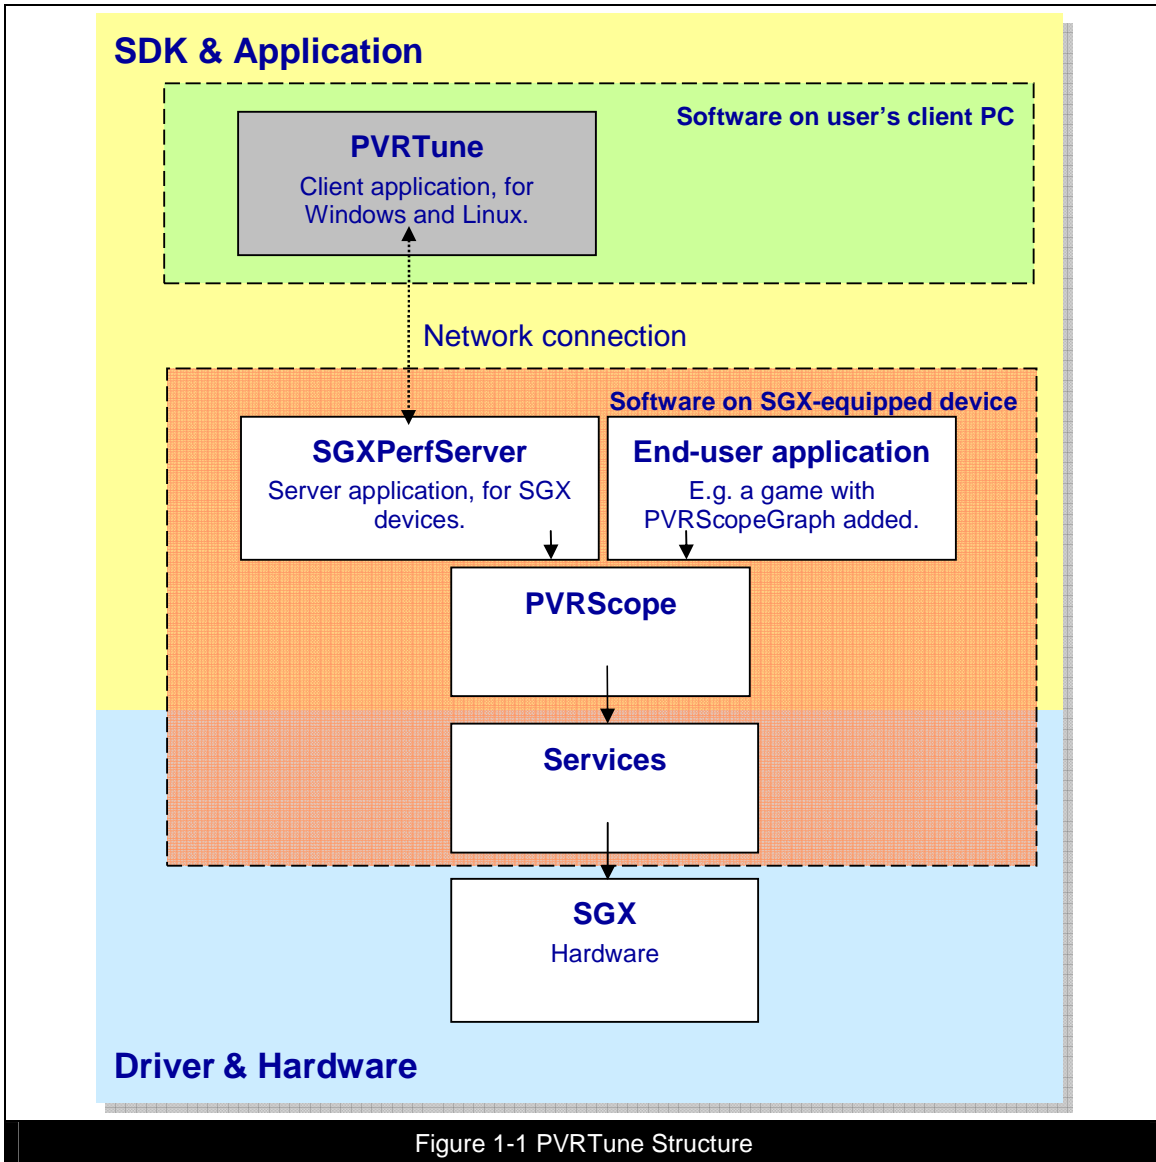 SDK & Application
Software on user’s client PC
PVRTune
Client application, for
Windows and Linux.
Network connection
Software on SGX-equipped device
SGXPerfServer
Server application, for SGX
devices.
End-user application
E.g. a game with
PVRScopeGraph added.
PVRScope
Services
SGX
Hardware
Driver & Hardware
Figure 1-1 PVRTune Structure